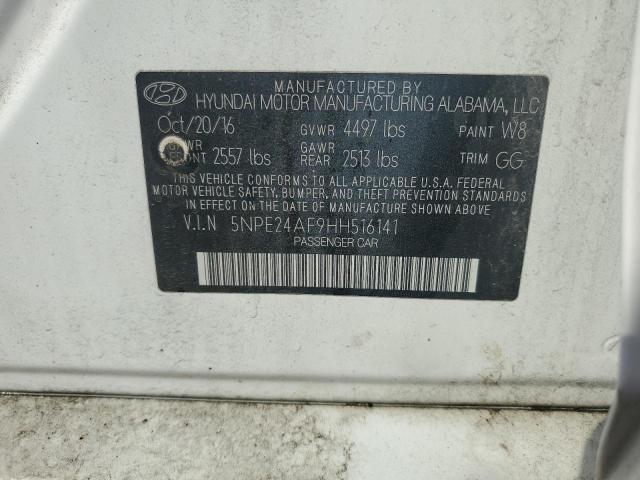 MANUFACTURED BY
HYUNDAI MOTOR MANUFACTURING ALABAMA, LLC
Oct/20/16 GVWR 4497 lbs PAINT W8
2557 lbs GAWR REAR 2513 lbs TRIM GG
THIS VEHICLE CONFORMS TO ALL APPLICABLE U.S.A. FEDERAL
MOTOR VEHICLE SAFETY, BUMPER, AND THEFT PREVENTION STANDARDS
IN EFFECT ON THE DATE OF MANUFACTURE SHOWN ABOVE
V.I.N 5NPE24AF9HH516141
PASSENGER CAR